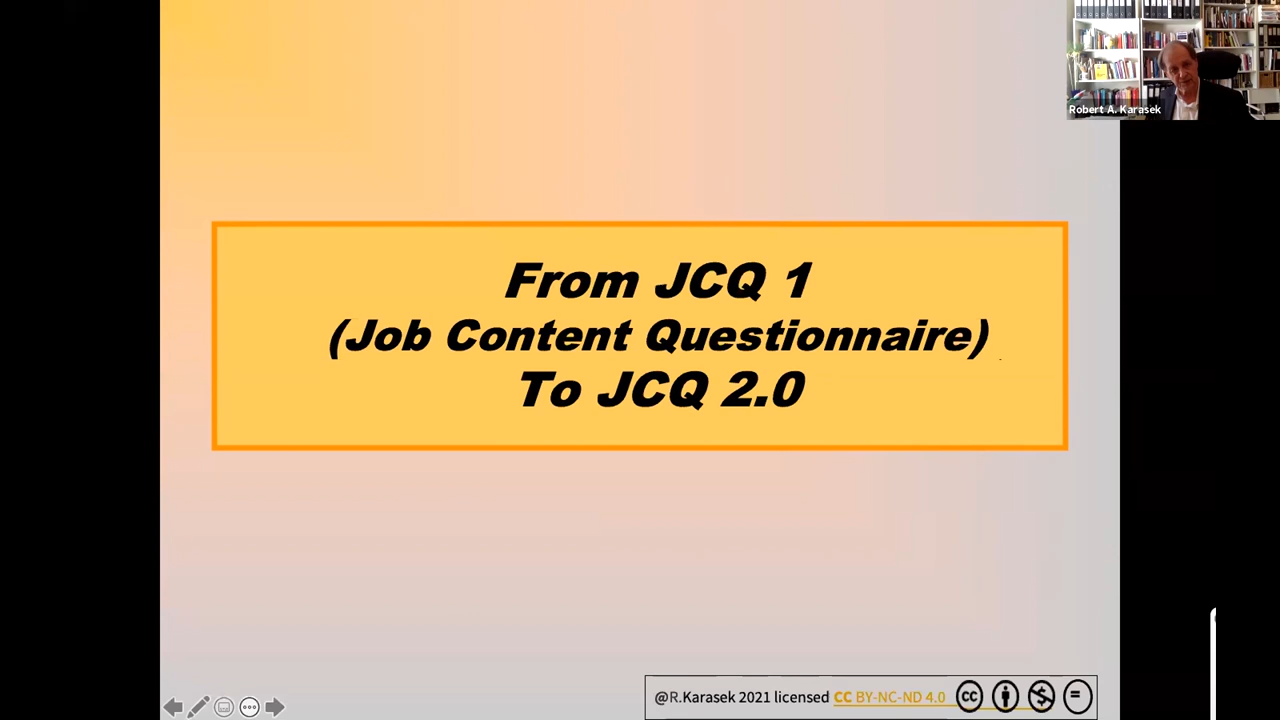 Robert A. Karasek
From JCQ 1
(Job Content Questionnaire)
To JCQ 2.0
@R.Karasek 2021 licensed CC BY-NC-ND 4.0